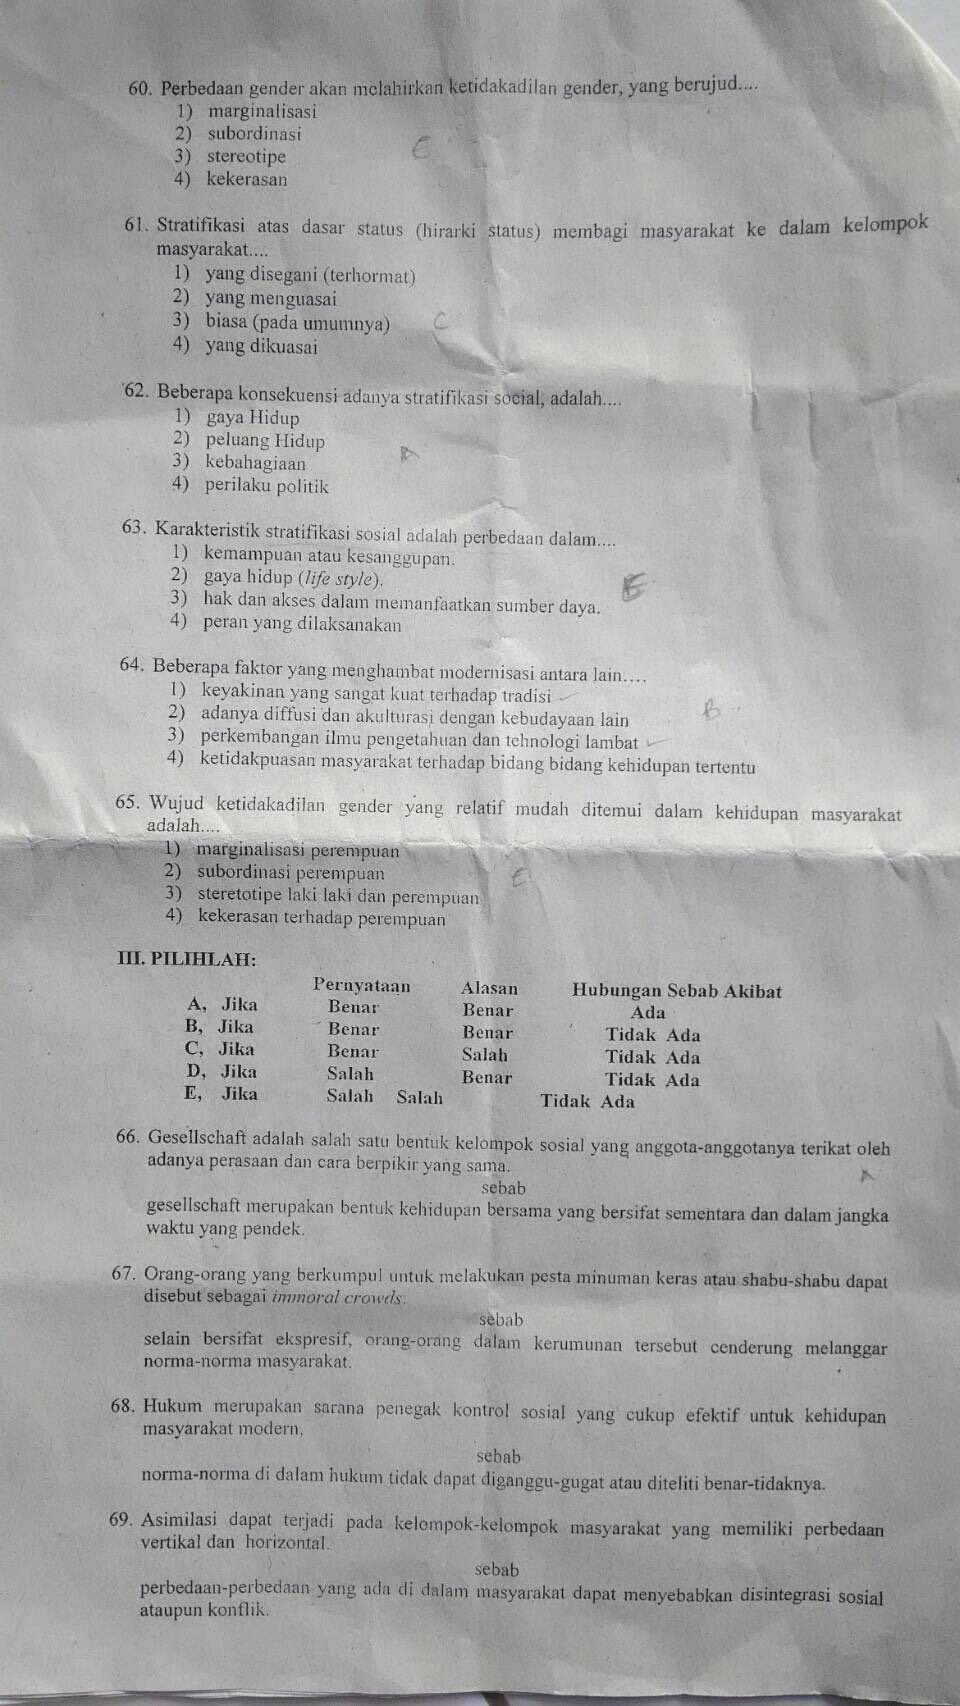 60. Perbedaan gender akan melahirkan ketidakadilan gender, yang berujud....
1) marginalisasi
2) subordinasi
3) stereotipe
E
4) kekerasan
61. Stratifikasi atas dasar status (hirarki status) membagi masyarakat ke dalam kelompok
masyarakat....
1) yang disegani (terhormat)
2) yang menguasai
3) biasa (pada umumnya)
C
4) yang dikuasai
62. Beberapa konsekuensi adanya stratifikasi social, adalah....
1) gaya Hidup
2) peluang Hidup
3) kebahagiaan
A
4) perilaku politik
63. Karakteristik stratifikasi sosial adalah perbedaan dalam....
1) kemampuan atau kesanggupan.
2) gaya hidup (life style).
E
3) hak dan akses dalam memanfaatkan sumber daya.
4) peran yang dilaksanakan
64. Beberapa faktor yang menghambat modernisasi antara lain....
1) keyakinan yang sangat kuat terhadap tradisi
2) adanya diffusi dan akulturasi dengan kebudayaan lain
B
3) perkembangan ilmu pengetahuan dan tehnologi lambat
4) ketidakpuasan masyarakat terhadap bidang bidang kehidupan tertentu
65. Wujud ketidakadilan gender yang relatif mudah ditemui dalam kehidupan masyarakat
adalah....
1) marginalisasi perempuan
2) subordinasi perempuan
E
3) steretotipe laki laki dan perempuan
4) kekerasan terhadap perempuan
III. PILIHLAH:
Pernyataan Alasan Hubungan Sebab Akibat
A, Jika Benar Benar Ada
B, Jika Benar Benar Tidak Ada
C, Jika Benar Salah Tidak Ada
D, Jika Salah Benar Tidak Ada
E, Jika Salah Salah Tidak Ada
66. Gesellschaft adalah salah satu bentuk kelompok sosial yang anggota-anggotanya terikat oleh
adanya perasaan dan cara berpikir yang sama.
A
sebab
gesellschaft merupakan bentuk kehidupan bersama yang bersifat sementara dan dalam jangka
waktu yang pendek.
67. Orang-orang yang berkumpul untuk melakukan pesta minuman keras atau shabu-shabu dapat
disebut sebagai immoral crowds.
sebab
selain bersifat ekspresif, orang-orang dalam kerumunan tersebut cenderung melanggar
norma-norma masyarakat.
68. Hukum merupakan sarana penegak kontrol sosial yang cukup efektif untuk kehidupan
masyarakat modern.
sebab
norma-norma di dalam hukum tidak dapat diganggu-gugat atau diteliti benar-tidaknya.
69. Asimilasi dapat terjadi pada kelompok-kelompok masyarakat yang memiliki perbedaan
vertikal dan horizontal.
sebab
perbedaan-perbedaan yang ada di dalam masyarakat dapat menyebabkan disintegrasi sosial
ataupun konflik.